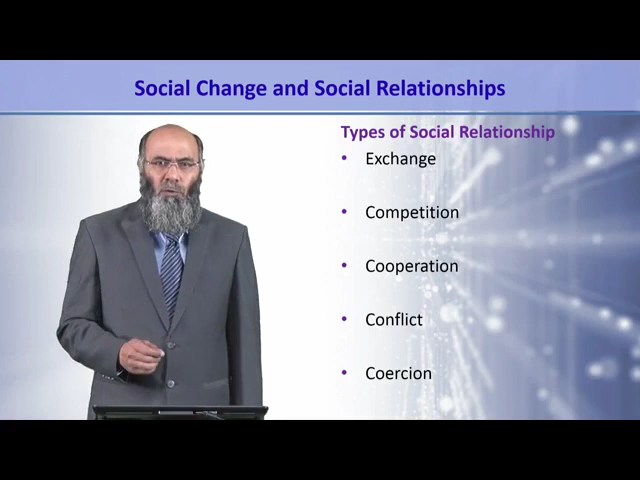 Social Change and Social Relationships
Types of Social Relationship
• Exchange
• Competition
• Cooperation
• Conflict
• Coercion